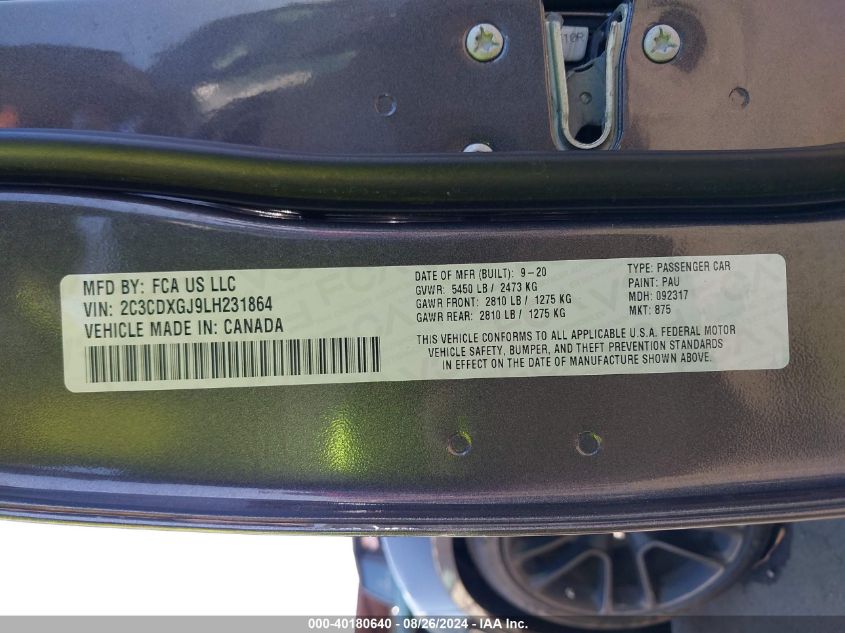 MFD BY: FCA US LLC
VIN: 2C3CDXGJ9LH231864
VEHICLE MADE IN: CANADA
DATE OF MFR (BUILT): 9-20
GVWR: 5450 LB / 2473 KG
GAWR FRONT: 2810 LB / 1275 KG
GAWR REAR: 2810 LB / 1275 KG
TYPE: PASSENGER CAR
PAINT: PAU
MDH: 092317
MKT: 875
THIS VEHICLE CONFORMS TO ALL APPLICABLE U.S.A. FEDERAL MOTOR
VEHICLE SAFETY, BUMPER, AND THEFT PREVENTION STANDARDS
IN EFFECT ON THE DATE OF MANUFACTURE SHOWN ABOVE.
000-40180640 - 08/26/2024 - IAA Inc.